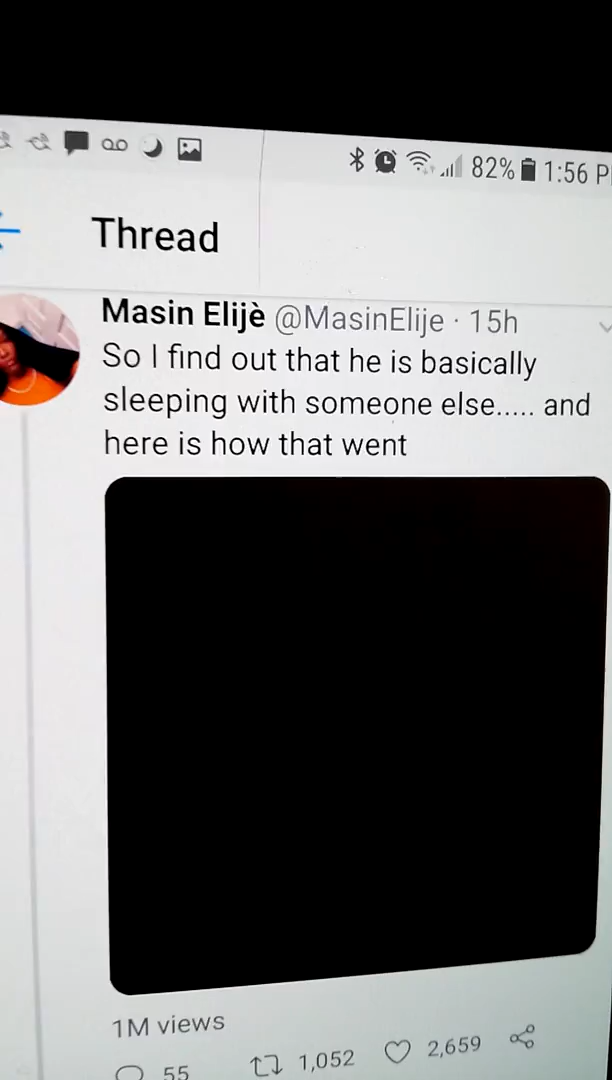 82% 1:56 P
Thread
Masin Elijè @MasinElije · 15h
So I find out that he is basically
sleeping with someone else..... and
here is how that went
1M views
55 1,052 2,659